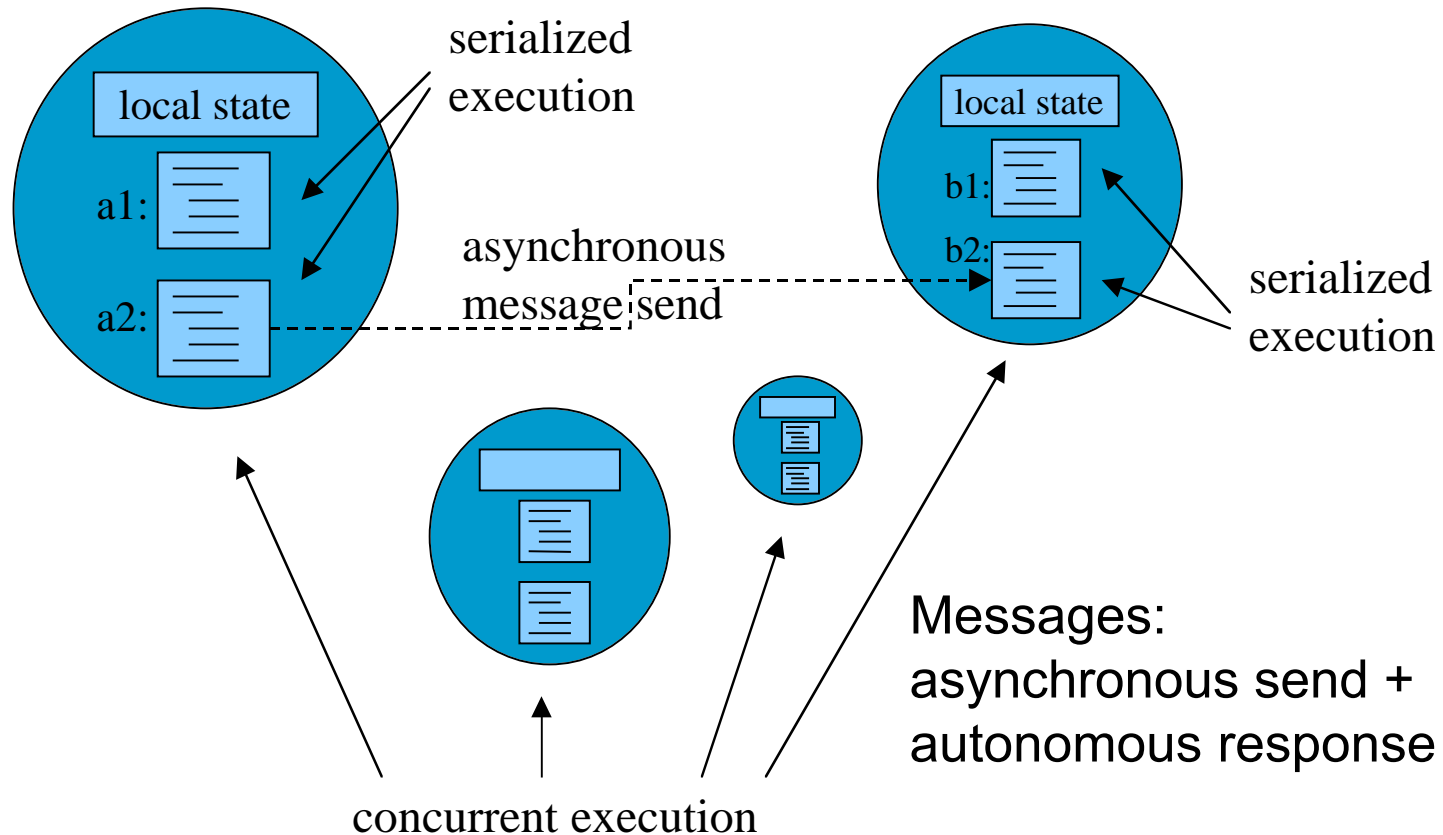 serialized
execution
local state
a1:
a2:
asynchronous
message send
local state
b1:
b2:
serialized
execution
Messages:
asynchronous send +
autonomous response
concurrent execution